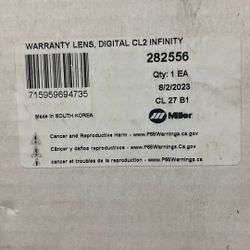 WARRANTY LENS, DIGITAL CL2 INFINITY
282556
Qty: 1 EA
8/2/2023
715959694735
CL 27 B1
Made in SOUTH KOREA
Miller
Cancer and Reproductive Harm - www.P65Warnings.ca.gov
Cáncer y daños reproductivos - www.P65Warnings.ca.gov
cancer et troubles de la reproduction - www.P65Warnings.ca